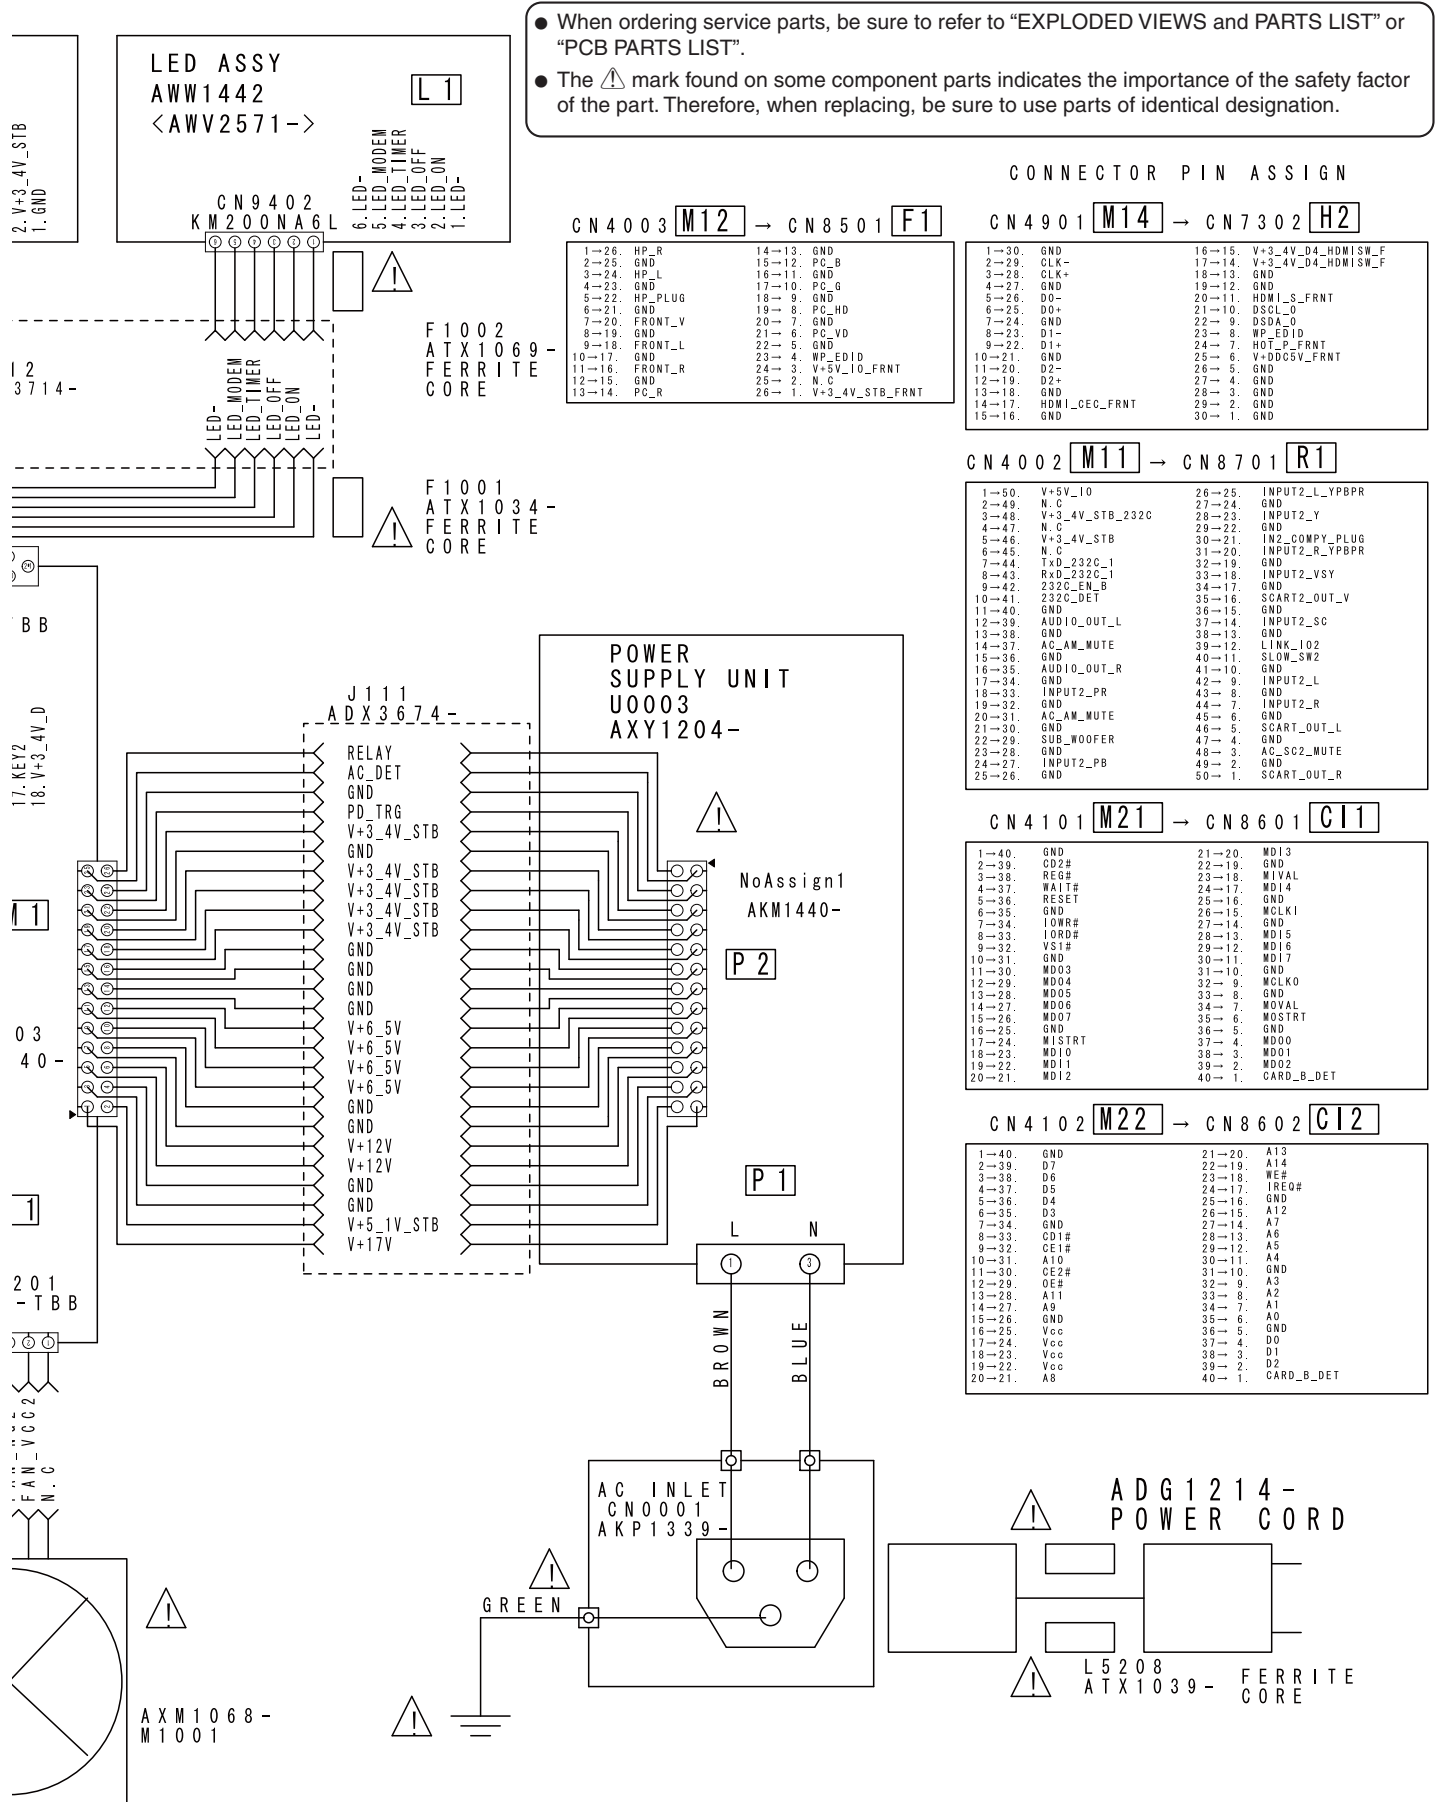 ● When ordering service parts, be sure to refer to “EXPLODED VIEWS and PARTS LIST” or
“PCB PARTS LIST”.
● The ⚠ mark found on some component parts indicates the importance of the safety factor
of the part. Therefore, when replacing, be sure to use parts of identical designation.
2. V+3_4V_STB
1. GND
LED ASSY
AWW1442
<AWV2571->
L 1
6. LED-
5. LED_MODEM
4. LED_TIMER
3. LED_OFF
2. LED_ON
1. LED-
CN9402
KM200NA6L
6 5 4 3 2 1
F1002
ATX1069-
FERRITE
CORE
3714-
LED-
LED_MODEM
LED_TIMER
LED_OFF
LED_ON
LED-
F1001
ATX1034-
FERRITE
CORE
BB
17. KEY2
18. V+3_4V_D
J111
ADX3674-
RELAY
AC_DET
GND
PD_TRG
V+3_4V_STB
GND
V+3_4V_STB
V+3_4V_STB
V+3_4V_STB
V+3_4V_STB
GND
GND
GND
GND
V+6_5V
V+6_5V
V+6_5V
V+6_5V
GND
GND
V+12V
V+12V
GND
GND
V+5_1V_STB
V+17V
POWER
SUPPLY UNIT
U0003
AXY1204-
NoAssign1
AKM1440-
P 2
P 1
L N
1 3
BROWN
BLUE
03
40-
201
-TBB
FAN_VCC2
N.C
AXM1068-
M1001
AC INLET
CN0001
AKP1339-
GREEN
ADG1214-
POWER CORD
L5208
ATX1039-
FERRITE
CORE
CONNECTOR PIN ASSIGN
CN4003 M12 → CN8501 F1
1→26. HP_R
2→25. GND
3→24. HP_L
4→23. GND
5→22. HP_PLUG
6→21. GND
7→20. FRONT_V
8→19. GND
9→18. FRONT_L
10→17. GND
11→16. FRONT_R
12→15. GND
13→14. PC_R
14→13. GND
15→12. PC_B
16→11. GND
17→10. PC_G
18→ 9. GND
19→ 8. PC_HD
20→ 7. GND
21→ 6. PC_VD
22→ 5. GND
23→ 4. WP_EDID
24→ 3. V+5V_IO_FRNT
25→ 2. N.C
26→ 1. V+3_4V_STB_FRNT
CN4901 M14 → CN7302 H2
1→30. GND
2→29. CLK-
3→28. CLK+
4→27. GND
5→26. D0-
6→25. D0+
7→24. GND
8→23. D1-
9→22. D1+
10→21. GND
11→20. D2-
12→19. D2+
13→18. GND
14→17. HDMI_CEC_FRNT
15→16. GND
16→15. V+3_4V_D4_HDMISW_F
17→14. V+3_4V_D4_HDMISW_F
18→13. GND
19→12. GND
20→11. HDMI_S_FRNT
21→10. DSCL_0
22→ 9. DSDA_0
23→ 8. WP_EDID
24→ 7. HOT_P_FRNT
25→ 6. V+DDC5V_FRNT
26→ 5. GND
27→ 4. GND
28→ 3. GND
29→ 2. GND
30→ 1. GND
CN4002 M11 → CN8701 R1
1→50. V+5V_IO
2→49. N.C
3→48. V+3_4V_STB_232C
4→47. N.C
5→46. V+3_4V_STB
6→45. N.C
7→44. TxD_232C_1
8→43. RxD_232C_1
9→42. 232C_EN_B
10→41. 232C_DET
11→40. GND
12→39. AUDIO_OUT_L
13→38. GND
14→37. AC_AM_MUTE
15→36. GND
16→35. AUDIO_OUT_R
17→34. GND
18→33. INPUT2_PR
19→32. GND
20→31. AC_AM_MUTE
21→30. GND
22→29. SUB_WOOFER
23→28. GND
24→27. INPUT2_PB
25→26. GND
26→25. INPUT2_L_YPBPR
27→24. GND
28→23. INPUT2_Y
29→22. GND
30→21. IN2_COMPY_PLUG
31→20. INPUT2_R_YPBPR
32→19. GND
33→18. INPUT2_VSY
34→17. GND
35→16. SCART2_OUT_V
36→15. GND
37→14. INPUT2_SC
38→13. GND
39→12. LINK_IO2
40→11. SLOW_SW2
41→10. GND
42→ 9. INPUT2_L
43→ 8. GND
44→ 7. INPUT2_R
45→ 6. GND
46→ 5. SCART_OUT_L
47→ 4. GND
48→ 3. AC_SC2_MUTE
49→ 2. GND
50→ 1. SCART_OUT_R
CN4101 M21 → CN8601 CI1
1→40. GND
2→39. CD2#
3→38. REG#
4→37. WAIT#
5→36. RESET
6→35. GND
7→34. IOWR#
8→33. IORD#
9→32. VS1#
10→31. GND
11→30. MDO3
12→29. MDO4
13→28. MDO5
14→27. MDO6
15→26. MDO7
16→25. GND
17→24. MISTRT
18→23. MDI0
19→22. MDI1
20→21. MDI2
21→20. MDI3
22→19. GND
23→18. MIVAL
24→17. MDI4
25→16. GND
26→15. MCLKI
27→14. GND
28→13. MDI5
29→12. MDI6
30→11. MDI7
31→10. GND
32→ 9. MCLKO
33→ 8. GND
34→ 7. MOVAL
35→ 6. MOSTRT
36→ 5. GND
37→ 4. MDO0
38→ 3. MDO1
39→ 2. MDO2
40→ 1. CARD_B_DET
CN4102 M22 → CN8602 CI2
1→40. GND
2→39. D7
3→38. D6
4→37. D5
5→36. D4
6→35. D3
7→34. GND
8→33. CD1#
9→32. CE1#
10→31. A10
11→30. CE2#
12→29. OE#
13→28. A11
14→27. A9
15→26. GND
16→25. Vcc
17→24. Vcc
18→23. Vcc
19→22. Vcc
20→21. A8
21→20. A13
22→19. A14
23→18. WE#
24→17. IREQ#
25→16. GND
26→15. A12
27→14. A7
28→13. A6
29→12. A5
30→11. A4
31→10. GND
32→ 9. A3
33→ 8. A2
34→ 7. A1
35→ 6. A0
36→ 5. GND
37→ 4. D0
38→ 3. D1
39→ 2. D2
40→ 1. CARD_B_DET